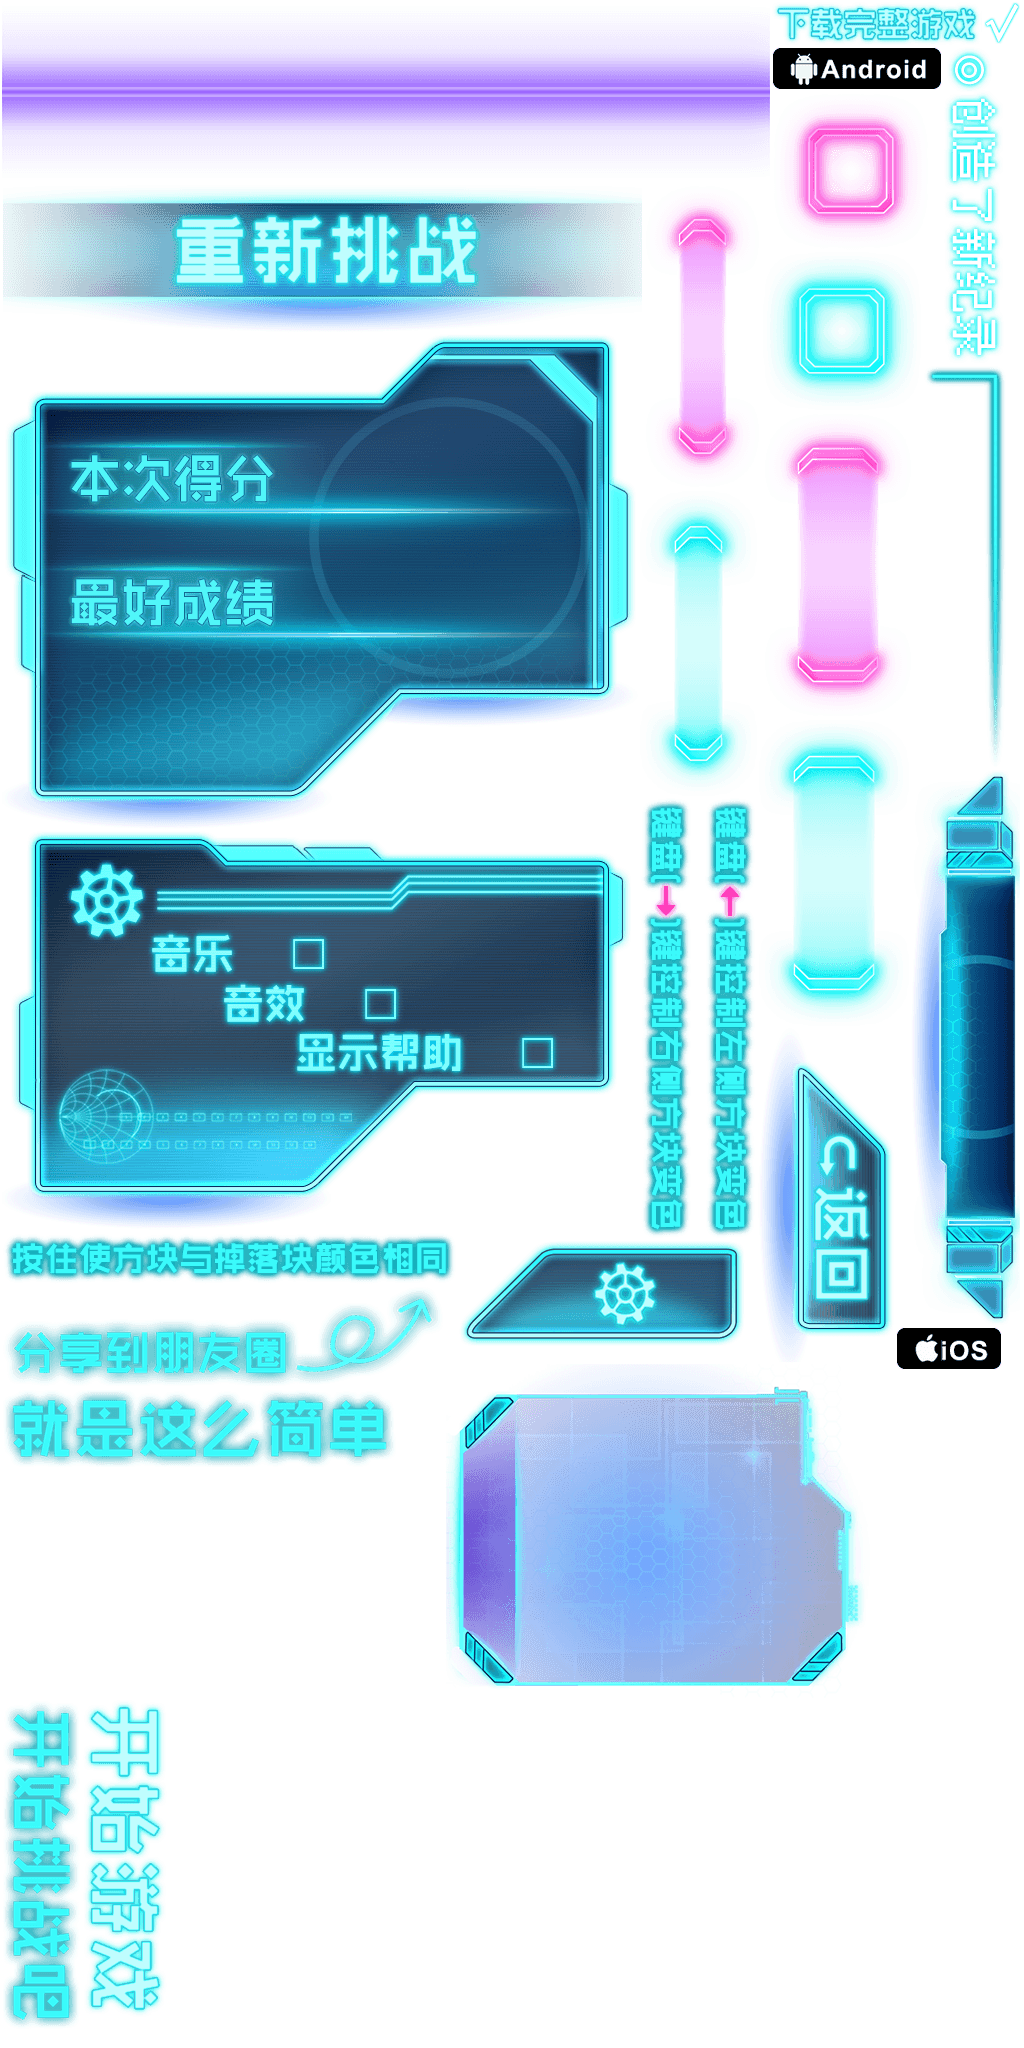 下载完整游戏
Android
创造了新纪录
重新挑战
本次得分
最好成绩
键盘[←]键控制左侧方块变色
键盘[→]键控制右侧方块变色
音乐
音效
显示帮助
返回
按住使方块与掉落块颜色相同
分享到朋友圈
iOS
就是这么简单
开始游戏
开始挑战吧